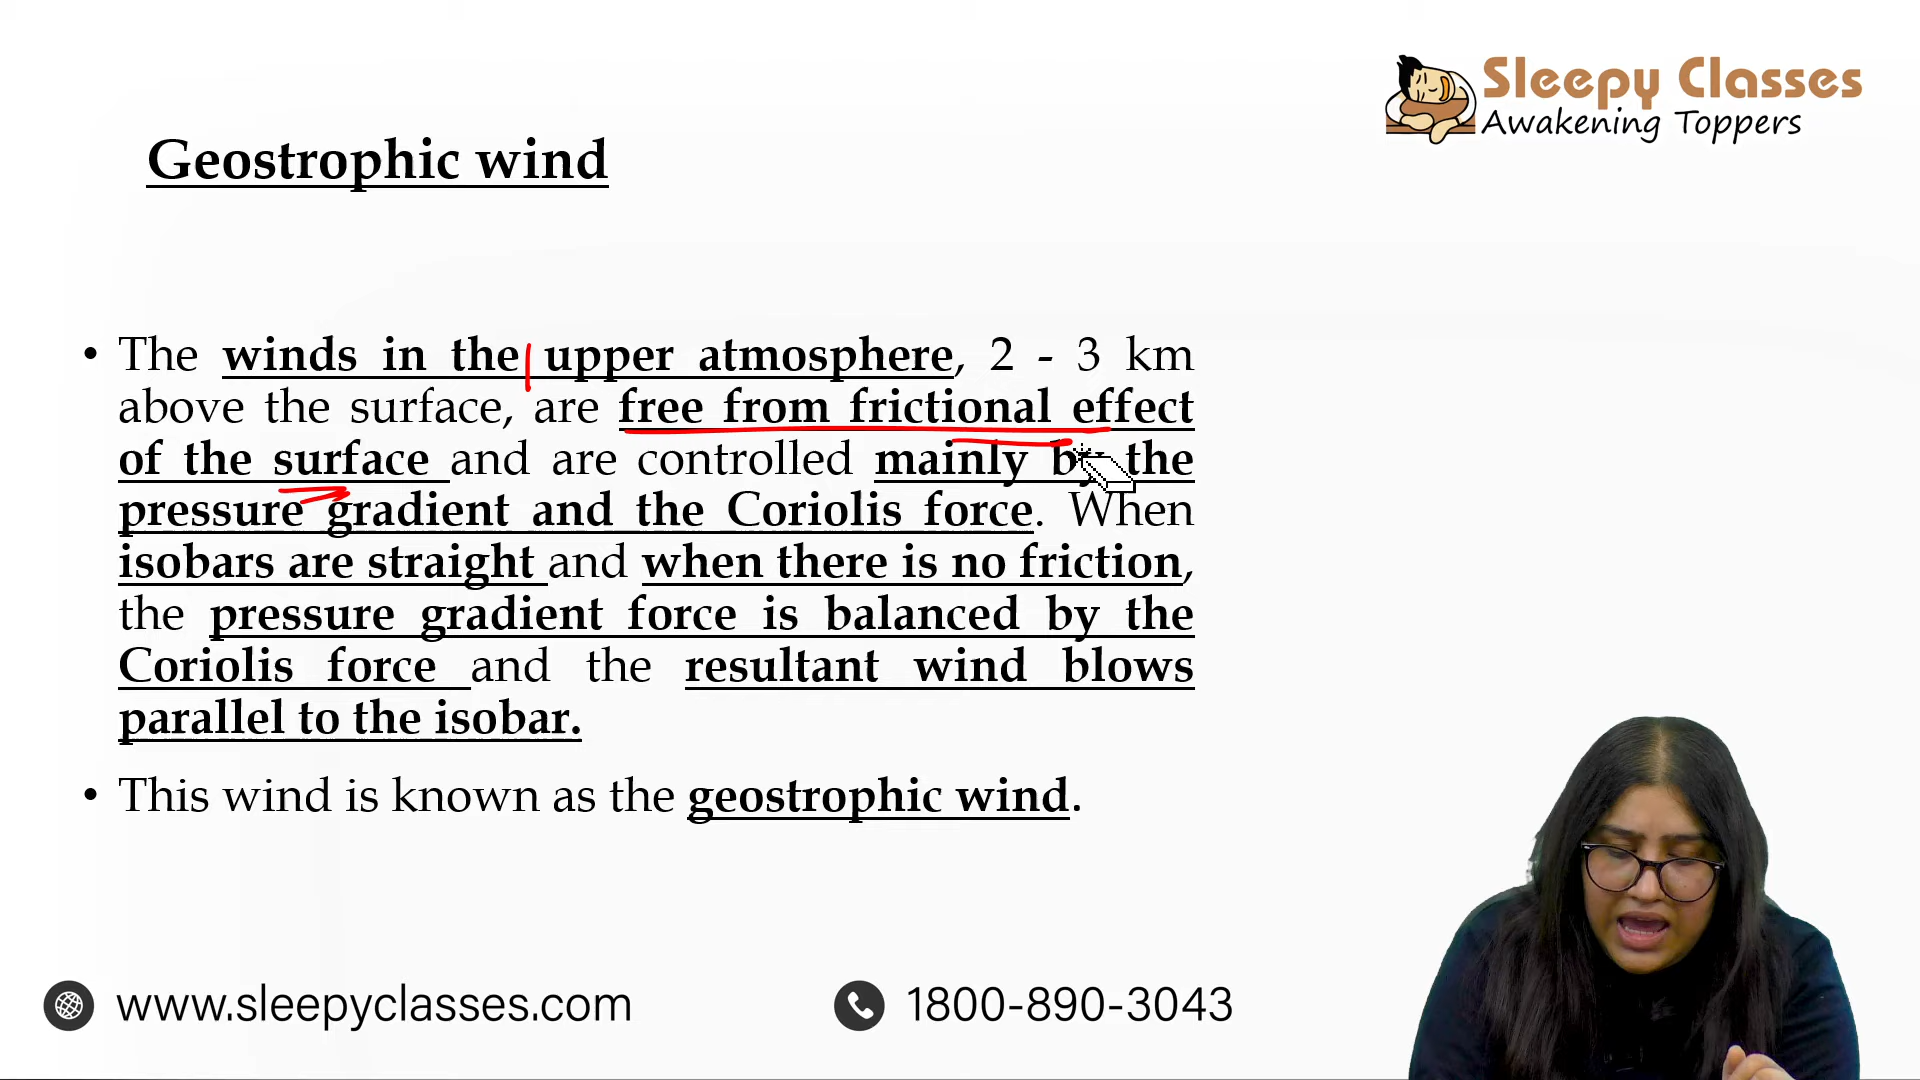 Sleepy Classes
Awakening Toppers
Geostrophic wind
• The winds in the upper atmosphere, 2 - 3 km
above the surface, are free from frictional effect
of the surface and are controlled mainly by the
pressure gradient and the Coriolis force. When
isobars are straight and when there is no friction,
the pressure gradient force is balanced by the
Coriolis force and the resultant wind blows
parallel to the isobar.
• This wind is known as the geostrophic wind.
www.sleepyclasses.com
1800-890-3043